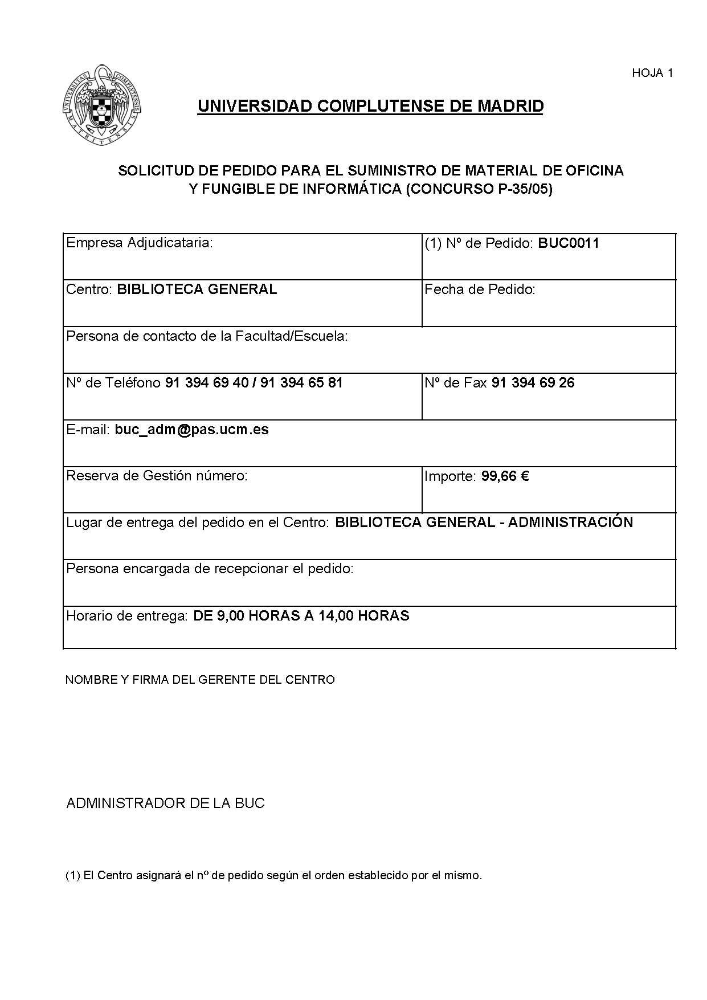 HOJA 1
UNIVERSITAS COMPLUTENSIS
MATRITENSIS
UNIVERSIDAD COMPLUTENSE DE MADRID
SOLICITUD DE PEDIDO PARA EL SUMINISTRO DE MATERIAL DE OFICINA
Y FUNGIBLE DE INFORMÁTICA (CONCURSO P-35/05)
Empresa Adjudicataria:
(1) Nº de Pedido: BUC0011
Centro: BIBLIOTECA GENERAL
Fecha de Pedido:
Persona de contacto de la Facultad/Escuela:
Nº de Teléfono 91 394 69 40 / 91 394 65 81
Nº de Fax 91 394 69 26
E-mail: buc_adm@pas.ucm.es
Reserva de Gestión número:
Importe: 99,66 €
Lugar de entrega del pedido en el Centro: BIBLIOTECA GENERAL - ADMINISTRACIÓN
Persona encargada de recepcionar el pedido:
Horario de entrega: DE 9,00 HORAS A 14,00 HORAS
NOMBRE Y FIRMA DEL GERENTE DEL CENTRO
ADMINISTRADOR DE LA BUC
(1) El Centro asignará el nº de pedido según el orden establecido por el mismo.